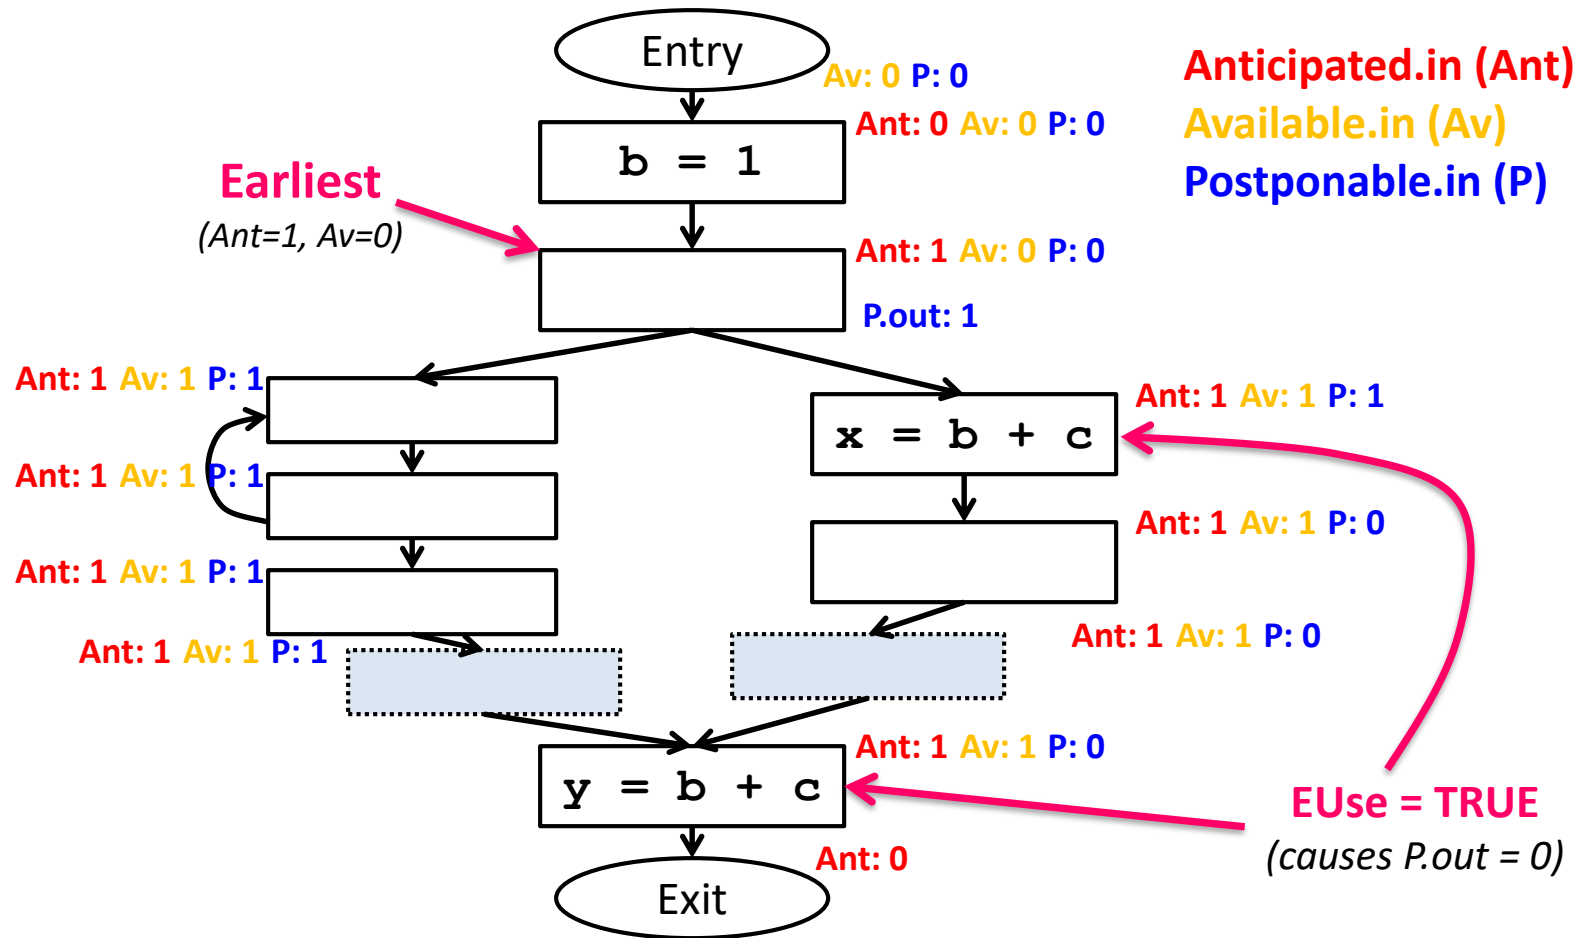 Entry
Av: 0 P: 0
Anticipated.in (Ant)
Available.in (Av)
Postponable.in (P)
Ant: 0 Av: 0 P: 0
b = 1
Earliest
(Ant=1, Av=0)
Ant: 1 Av: 0 P: 0
P.out: 1
Ant: 1 Av: 1 P: 1
Ant: 1 Av: 1 P: 1
x = b + c
Ant: 1 Av: 1 P: 1
Ant: 1 Av: 1 P: 0
Ant: 1 Av: 1 P: 1
Ant: 1 Av: 1 P: 1
Ant: 1 Av: 1 P: 0
Ant: 1 Av: 1 P: 0
y = b + c
EUse = TRUE
(causes P.out = 0)
Ant: 0
Exit